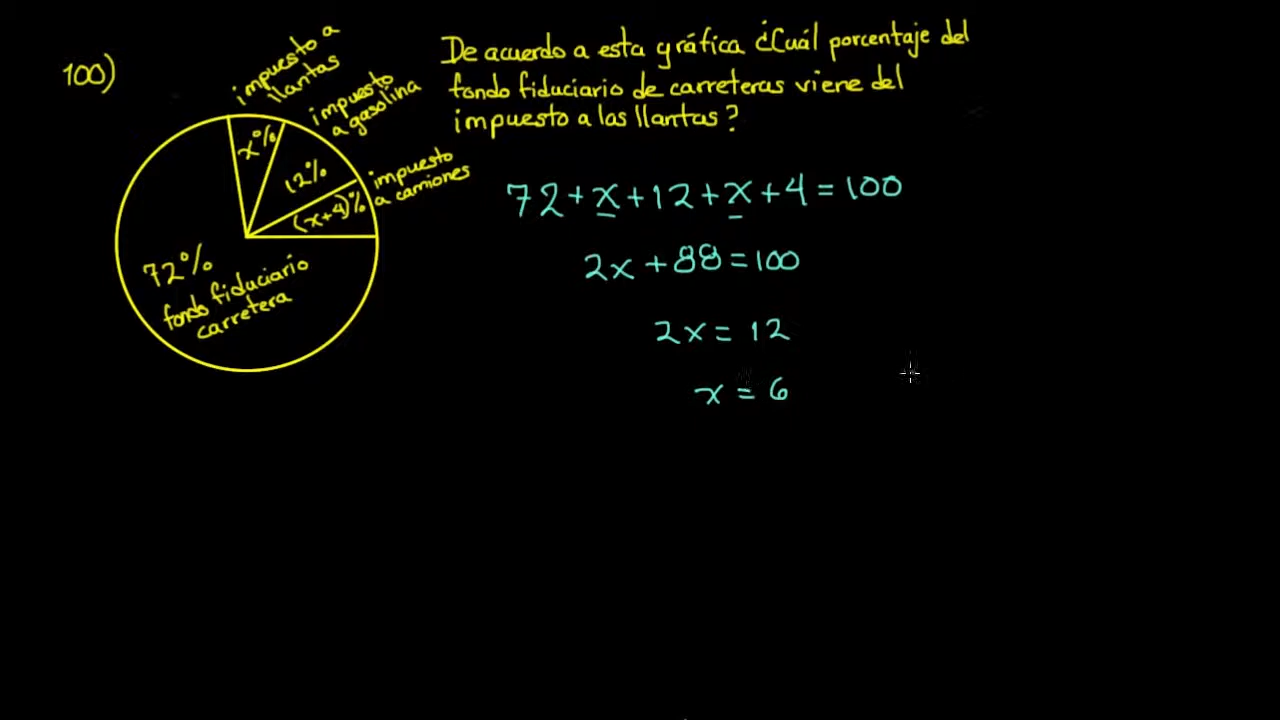 100)
De acuerdo a esta gráfica ¿Cuál porcentaje del
fondo fiduciario de carreteras viene del
impuesto a las llantas?
impuesto a
llantas
impuesto
a gasolina
impuesto
a camiones
x%
12%
(x+4)%
72%
fondo fiduciario
carretera
72+x+12+x+4=100
2x+88=100
2x=12
x=6